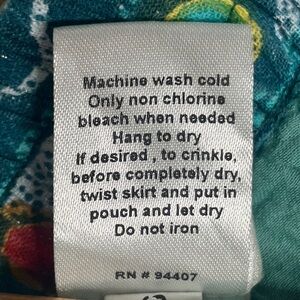 Machine wash cold
Only non chlorine
bleach when needed
Hang to dry
If desired , to crinkle,
before completely dry,
twist skirt and put in
pouch and let dry
Do not iron
RN # 94407